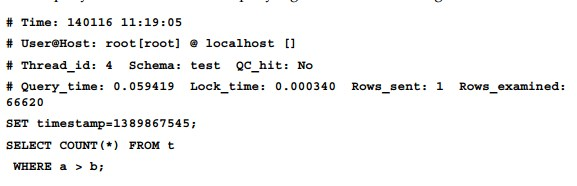 # Time: 140116 11:19:05
# User@Host: root[root] @ localhost []
# Thread_id: 4  Schema: test  QC_hit: No
# Query_time: 0.059419  Lock_time: 0.000340  Rows_sent: 1  Rows_examined:
66620
SET timestamp=1389867545;
SELECT COUNT(*) FROM t
 WHERE a > b;